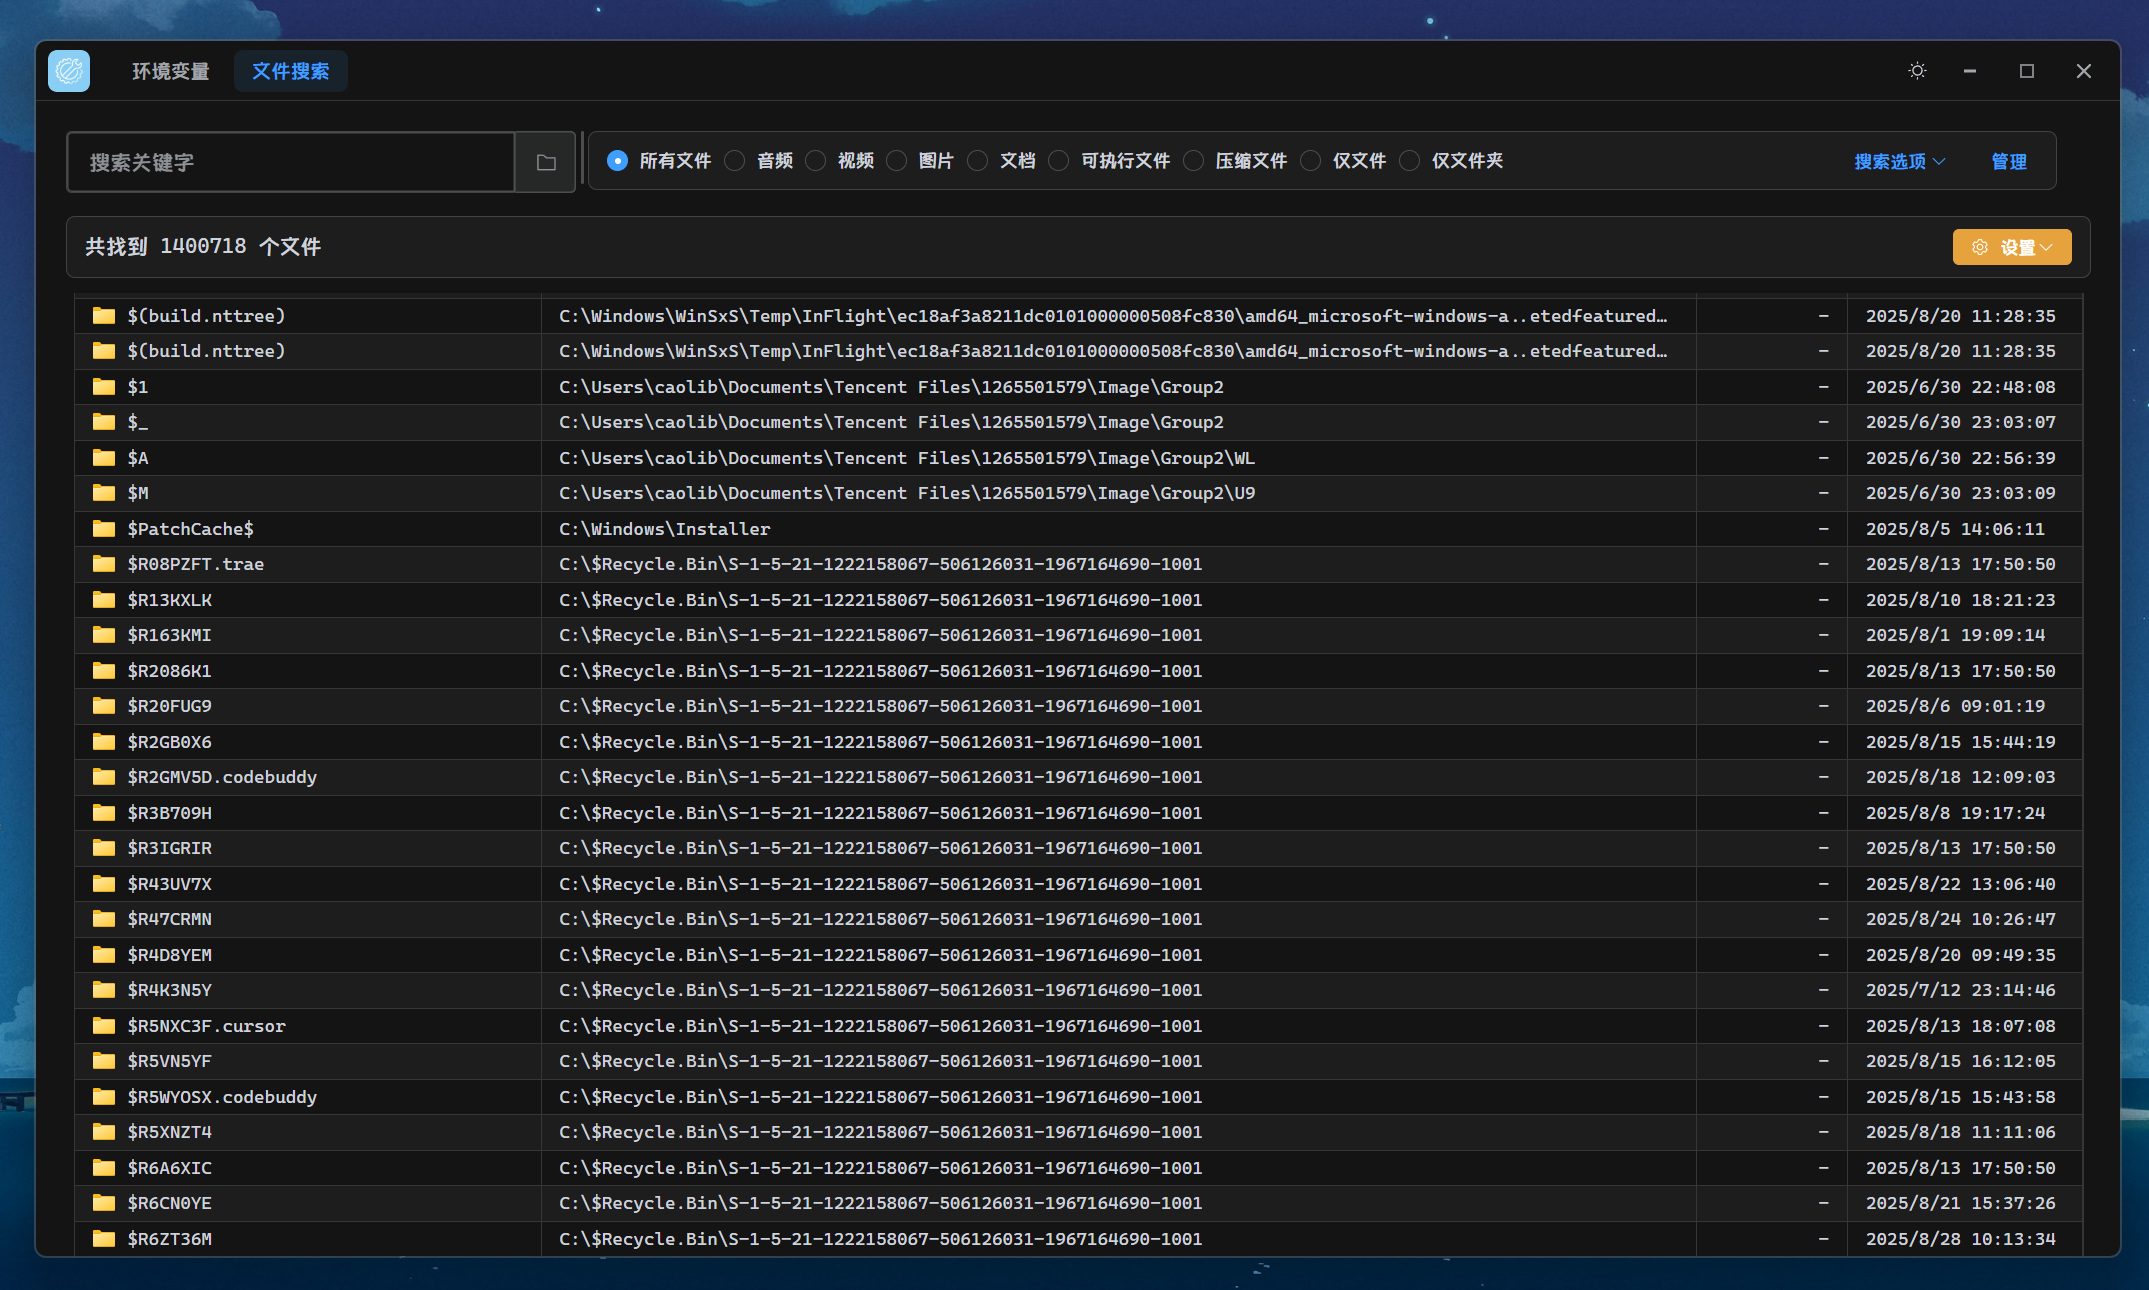 环境变量 文件搜索
搜索关键字 所有文件 音频 视频 图片 文档 可执行文件 压缩文件 仅文件 仅文件夹 搜索选项 管理
共找到 1400718 个文件 设置
$(build.nttree) C:\Windows\WinSxS\Temp\InFlight\ec18af3a8211dc0101000000508fc830\amd64_microsoft-windows-a..etedfeatured… - 2025/8/20 11:28:35
$(build.nttree) C:\Windows\WinSxS\Temp\InFlight\ec18af3a8211dc0101000000508fc830\amd64_microsoft-windows-a..etedfeatured… - 2025/8/20 11:28:35
$1 C:\Users\caolib\Documents\Tencent Files\1265501579\Image\Group2 - 2025/6/30 22:48:08
$_ C:\Users\caolib\Documents\Tencent Files\1265501579\Image\Group2 - 2025/6/30 23:03:07
$A C:\Users\caolib\Documents\Tencent Files\1265501579\Image\Group2\WL - 2025/6/30 22:56:39
$M C:\Users\caolib\Documents\Tencent Files\1265501579\Image\Group2\U9 - 2025/6/30 23:03:09
$PatchCache$ C:\Windows\Installer - 2025/8/5 14:06:11
$R08PZFT.trae C:\$Recycle.Bin\S-1-5-21-1222158067-506126031-1967164690-1001 - 2025/8/13 17:50:50
$R13KXLK C:\$Recycle.Bin\S-1-5-21-1222158067-506126031-1967164690-1001 - 2025/8/10 18:21:23
$R163KMI C:\$Recycle.Bin\S-1-5-21-1222158067-506126031-1967164690-1001 - 2025/8/1 19:09:14
$R2086K1 C:\$Recycle.Bin\S-1-5-21-1222158067-506126031-1967164690-1001 - 2025/8/13 17:50:50
$R20FUG9 C:\$Recycle.Bin\S-1-5-21-1222158067-506126031-1967164690-1001 - 2025/8/6 09:01:19
$R2GB0X6 C:\$Recycle.Bin\S-1-5-21-1222158067-506126031-1967164690-1001 - 2025/8/15 15:44:19
$R2GMV5D.codebuddy C:\$Recycle.Bin\S-1-5-21-1222158067-506126031-1967164690-1001 - 2025/8/18 12:09:03
$R3B709H C:\$Recycle.Bin\S-1-5-21-1222158067-506126031-1967164690-1001 - 2025/8/8 19:17:24
$R3IGRIR C:\$Recycle.Bin\S-1-5-21-1222158067-506126031-1967164690-1001 - 2025/8/13 17:50:50
$R43UV7X C:\$Recycle.Bin\S-1-5-21-1222158067-506126031-1967164690-1001 - 2025/8/22 13:06:40
$R47CRMN C:\$Recycle.Bin\S-1-5-21-1222158067-506126031-1967164690-1001 - 2025/8/24 10:26:47
$R4D8YEM C:\$Recycle.Bin\S-1-5-21-1222158067-506126031-1967164690-1001 - 2025/8/20 09:49:35
$R4K3N5Y C:\$Recycle.Bin\S-1-5-21-1222158067-506126031-1967164690-1001 - 2025/7/12 23:14:46
$R5NXC3F.cursor C:\$Recycle.Bin\S-1-5-21-1222158067-506126031-1967164690-1001 - 2025/8/13 18:07:08
$R5VN5YF C:\$Recycle.Bin\S-1-5-21-1222158067-506126031-1967164690-1001 - 2025/8/15 16:12:05
$R5WYOSX.codebuddy C:\$Recycle.Bin\S-1-5-21-1222158067-506126031-1967164690-1001 - 2025/8/15 15:43:58
$R5XNZT4 C:\$Recycle.Bin\S-1-5-21-1222158067-506126031-1967164690-1001 - 2025/8/18 11:11:06
$R6A6XIC C:\$Recycle.Bin\S-1-5-21-1222158067-506126031-1967164690-1001 - 2025/8/13 17:50:50
$R6CN0YE C:\$Recycle.Bin\S-1-5-21-1222158067-506126031-1967164690-1001 - 2025/8/21 15:37:26
$R6ZT36M C:\$Recycle.Bin\S-1-5-21-1222158067-506126031-1967164690-1001 - 2025/8/28 10:13:34